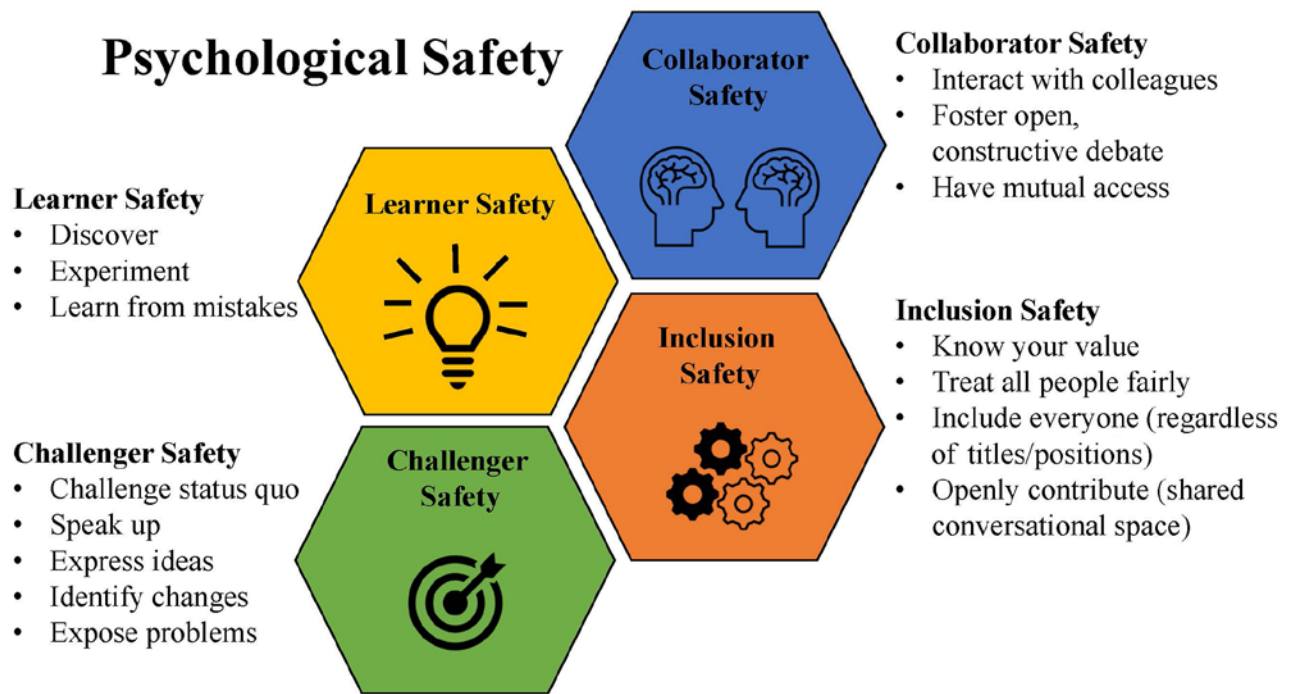 Psychological Safety
Collaborator
Safety
Collaborator Safety
• Interact with colleagues
• Foster open,
constructive debate
• Have mutual access
Learner Safety
• Discover
• Experiment
• Learn from mistakes
Learner Safety
Inclusion
Safety
Inclusion Safety
• Know your value
• Treat all people fairly
• Include everyone (regardless
of titles/positions)
• Openly contribute (shared
conversational space)
Challenger Safety
• Challenge status quo
• Speak up
• Express ideas
• Identify changes
• Expose problems
Challenger
Safety